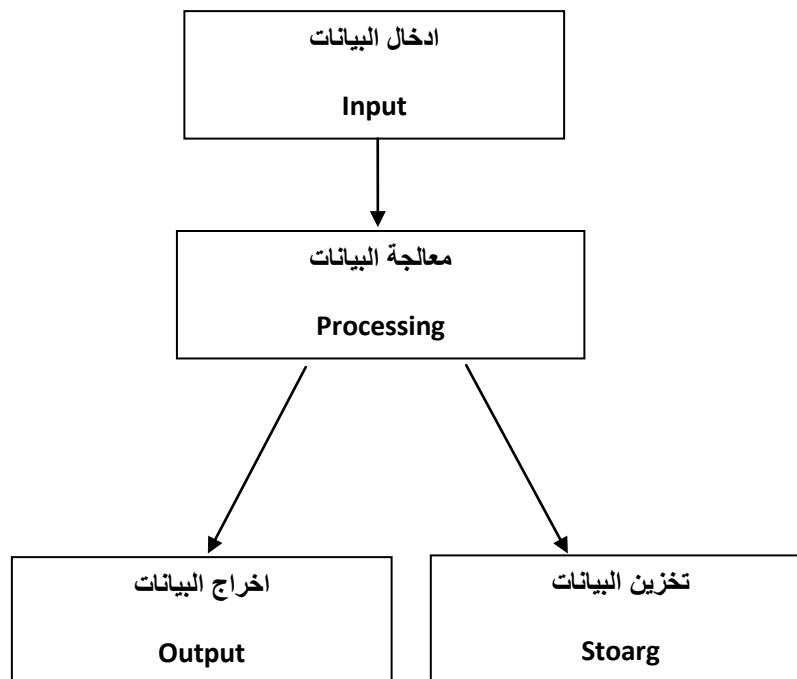 ادخال البيانات
Input
معالجة البيانات
Processing
اخراج البيانات
Output
تخزين البيانات
Stoarg